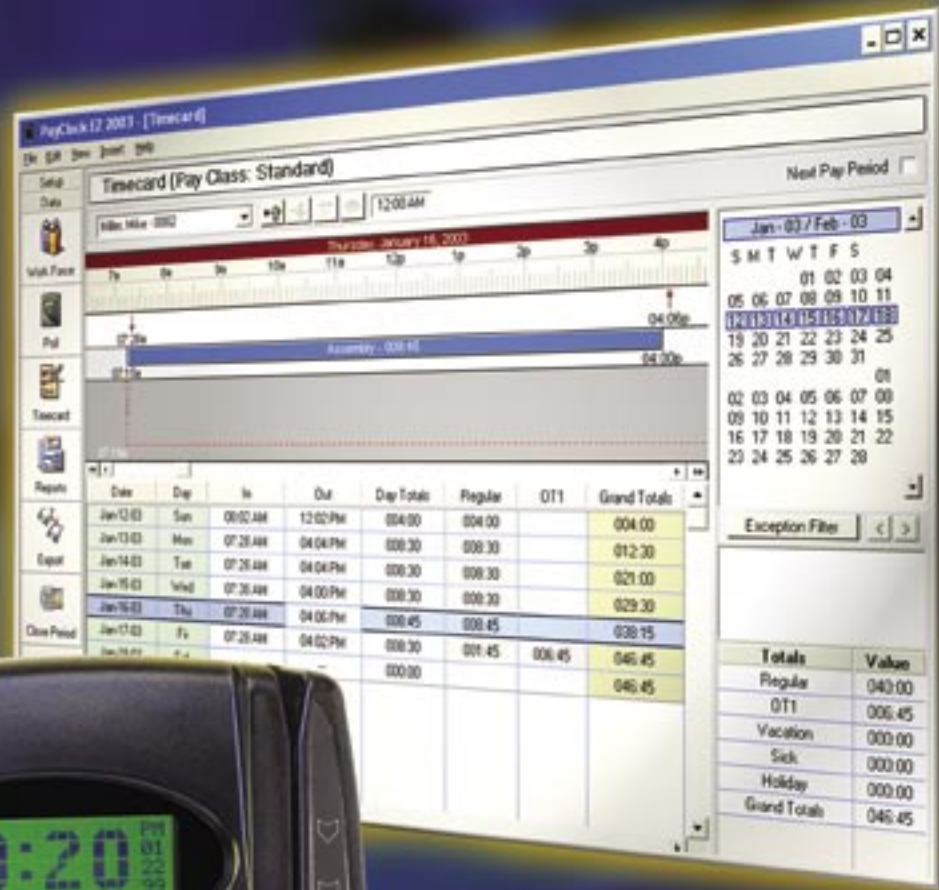 PayClock EZ 2003 - [Timecard]
File Edit View Insert Help
Setup
Data
Timecard (Pay Class: Standard)
Next Pay Period
Miller, Mike - 0002
12:00 AM
Work Force
Poll
Timecard
Reports
Export
Close Period
Thursday, January 16, 2003
7a 8a 9a 10a 11a 12p 1p 2p 3p 4p
07:28a
04:06p
Assembly - 008:45
07:15a
04:00p
Jan - 03 / Feb - 03
S M T W T F S
01 02 03 04
05 06 07 08 09 10 11
12 13 14 15 16 17 18
19 20 21 22 23 24 25
26 27 28 29 30 31
01
02 03 04 05 06 07 08
09 10 11 12 13 14 15
16 17 18 19 20 21 22
23 24 25 26 27 28
Exception Filter < >
Date Day In Out Day Totals Regular OT1 Grand Totals
Jan-12-03 Sun 08:02 AM 12:02 PM 004:00 004:00 004:00
Jan-13-03 Mon 07:28 AM 04:04 PM 008:30 008:30 012:30
Jan-14-03 Tue 07:26 AM 04:04 PM 008:30 008:30 021:00
Jan-15-03 Wed 04:00 PM 008:30 008:30 029:30
Jan-16-03 Thu 07:28 AM 04:06 PM 008:45 008:45 038:15
Jan-17-03 Fri 07:28 AM 04:02 PM 008:30 001:45 006:45 046:45
000:00 046:45
Totals Value
Regular 040:00
OT1 006:45
Vacation 000:00
Sick 000:00
Holiday 000:00
Grand Totals 046:45
:20 PM
01
22